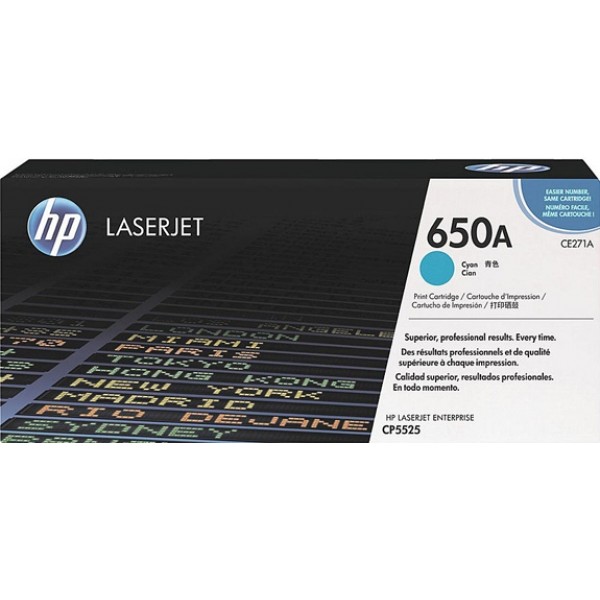 hp
EASIER NUMBER,
SAME CARTRIDGE!
NUMÉRO FACILE,
MÊME CARTOUCHE!
hp LASERJET
650A
CE271A
Cyan 青色
Cian
Print Cartridge / Cartouche d'Impression /
Cartucho de Impresión / 打印硒鼓
Superior, professional results. Every time.
Des résultats professionnels et de qualité
supérieure à chaque impression.
Calidad superior, resultados profesionales.
En todo momento.
HP LASERJET ENTERPRISE
CP5525
LONDON
ANGELE
MIAMI
PARIS
TOKYO
HONG KONG
NEW YORK
MADRID
RIO DE JANE
SYDNEY